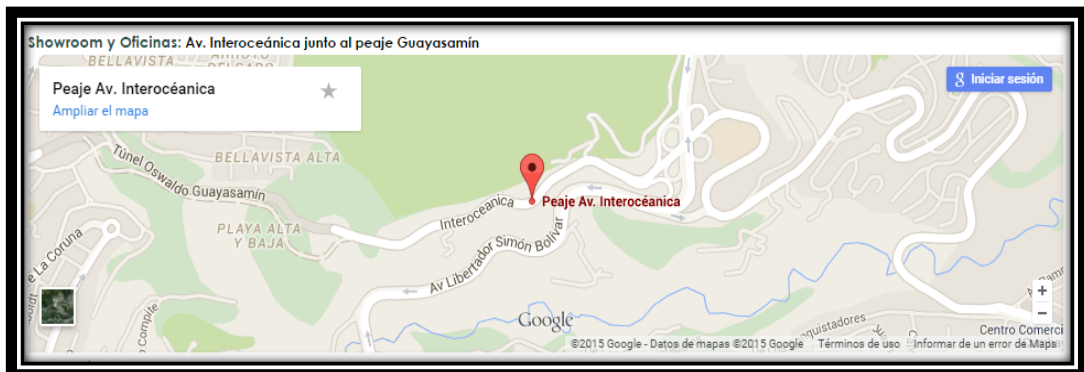 Showroom y Oficinas: Av. Interoceánica junto al peaje Guayasamín
BELLAVISTA
Peaje Av. Interocéanica
Ampliar el mapa
Iniciar sesión
Túnel Oswaldo Guayasamín
BELLAVISTA ALTA
Peaje Av. Interocéanica
Interoceanica
PLAYA ALTA
Y BAJA
Av Libertador Simón Bolívar
e La Coruna
Google
Centro Comerci
©2015 Google - Datos de mapas ©2015 Google
Términos de uso
Informar de un error de Maps